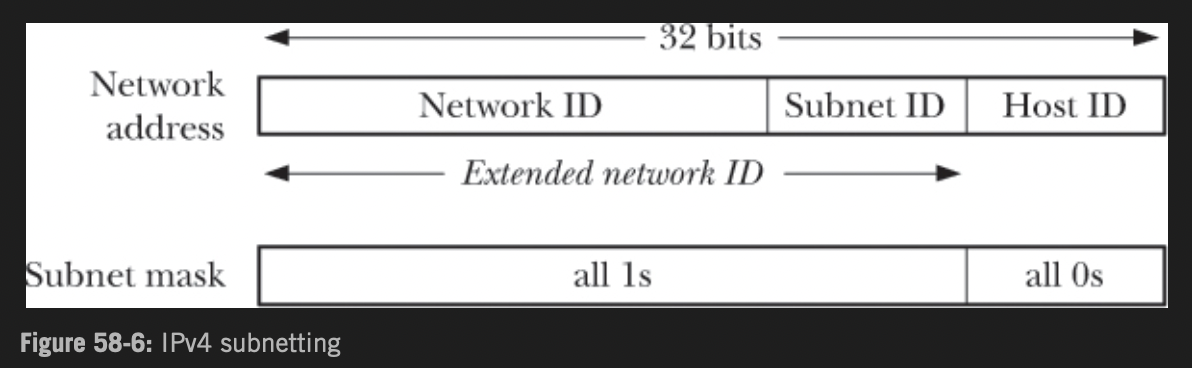 32 bits
Network
address
Network ID
Subnet ID
Host ID
Extended network ID
Subnet mask
all 1s
all 0s
Figure 58-6: IPv4 subnetting